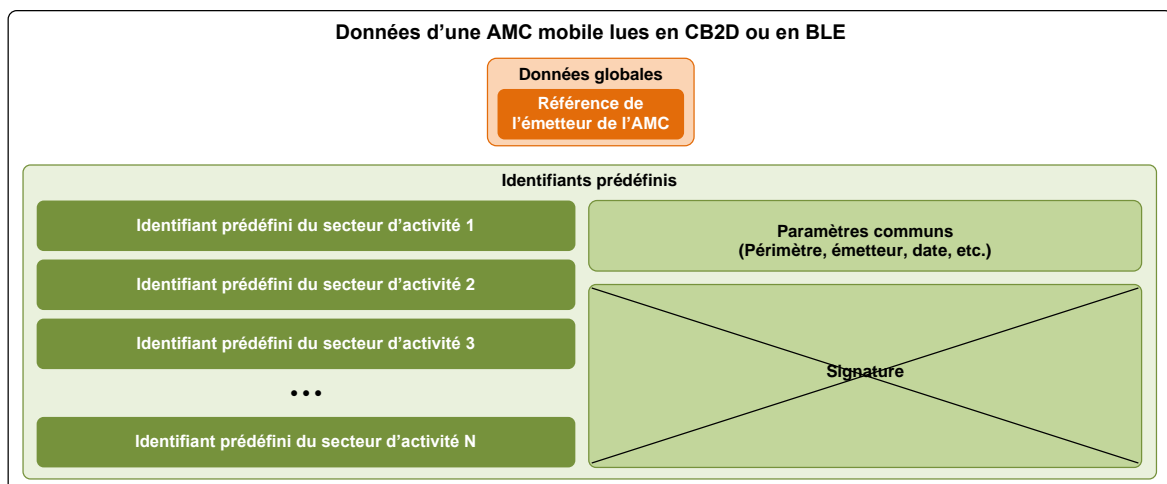 Données d’une AMC mobile lues en CB2D ou en BLE
Données globales
Référence de
l’émetteur de l’AMC
Identifiants prédéfinis
Identifiant prédéfini du secteur d’activité 1
Identifiant prédéfini du secteur d’activité 2
Identifiant prédéfini du secteur d’activité 3
•••
Identifiant prédéfini du secteur d’activité N
Paramètres communs
(Périmètre, émetteur, date, etc.)
Signature